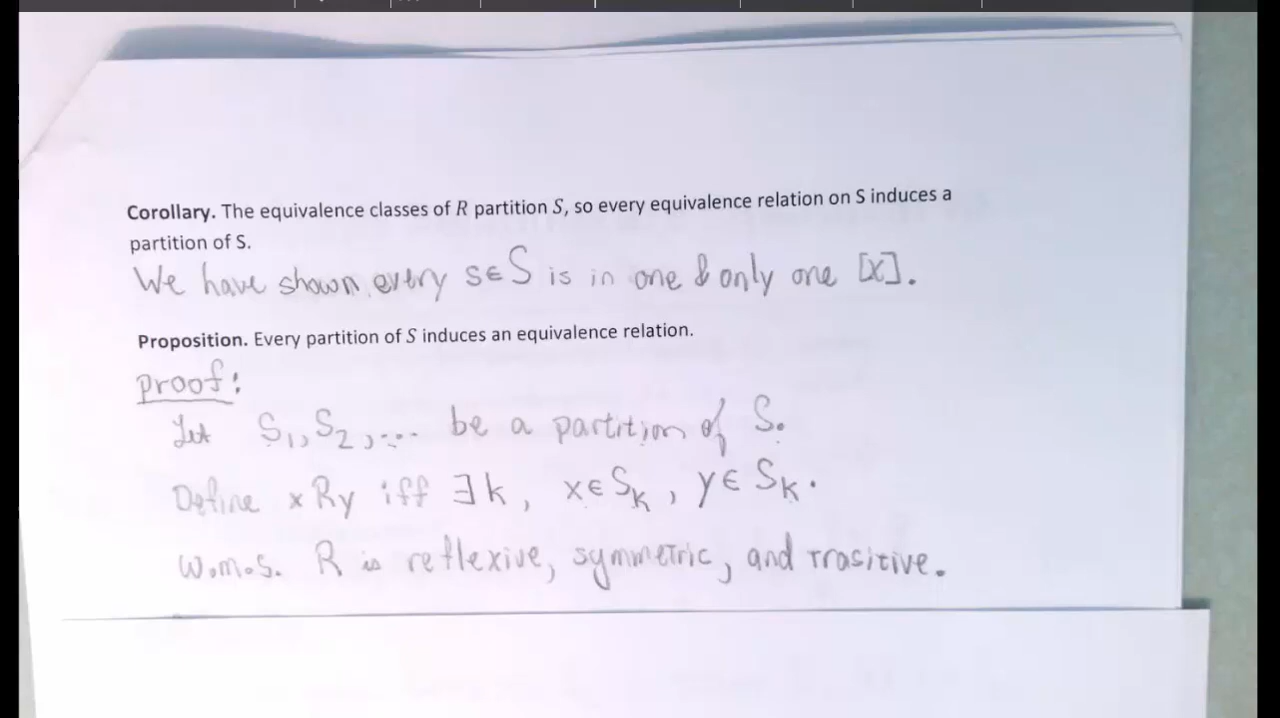 Corollary. The equivalence classes of R partition S, so every equivalence relation on S induces a
partition of S.
We have shown every s∈S is in one & only one [x].
Proposition. Every partition of S induces an equivalence relation.
Proof:
Let S₁, S₂, ... be a partition of S.
Define xRy iff ∃k, x∈Sₖ, y∈Sₖ.
W.m.s. R is reflexive, symmetric, and trasitive.